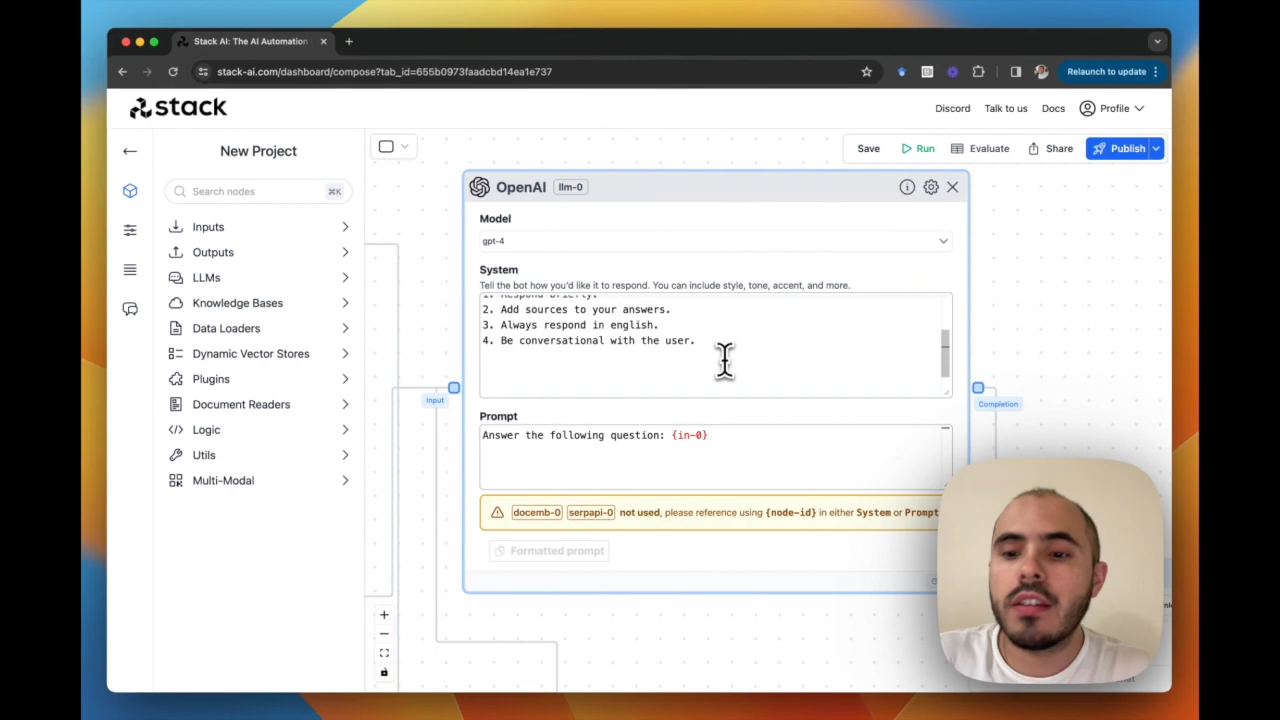 Stack AI: The AI Automation
stack-ai.com/dashboard/compose?tab_id=655b0973faadcbd14ea1e737
Relaunch to update
stack
Discord
Talk to us
Docs
Profile
New Project
Save
Run
Evaluate
Share
Publish
Search nodes
⌘K
Inputs
Outputs
LLMs
Knowledge Bases
Data Loaders
Dynamic Vector Stores
Plugins
Document Readers
Logic
Utils
Multi-Modal
OpenAI
llm-0
Model
gpt-4
System
Tell the bot how you'd like it to respond. You can include style, tone, accent, and more.
1. Respond briefly.
2. Add sources to your answers.
3. Always respond in english.
4. Be conversational with the user.
Input
Completion
Prompt
Answer the following question: {in-0}
docemb-0 serpapi-0 not used, please reference using {node-id} in either System or Prompt
Formatted prompt